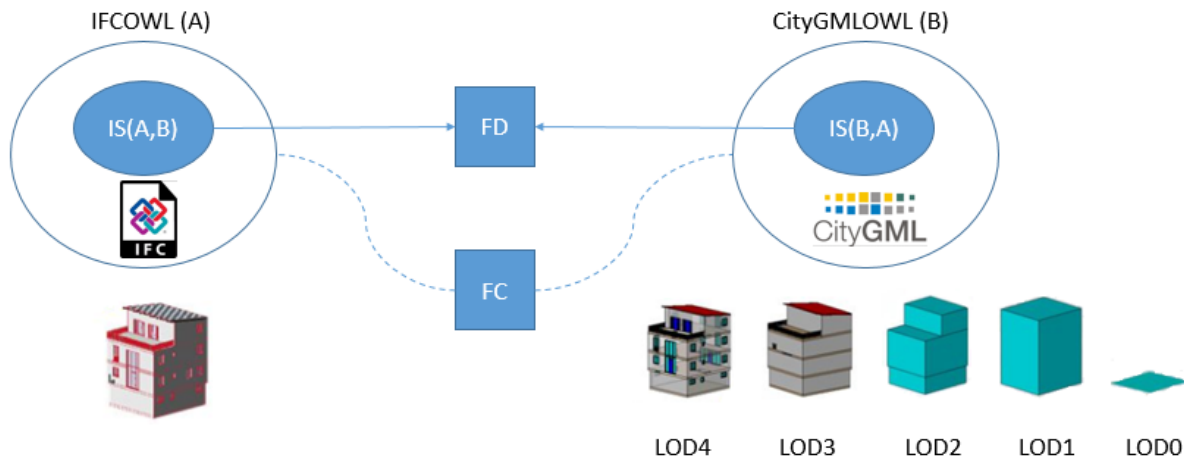 IFCOWL (A)
CityGMLOWL (B)
IS(A,B)
FD
IS(B,A)
IFC
CityGML
FC
LOD4
LOD3
LOD2
LOD1
LOD0